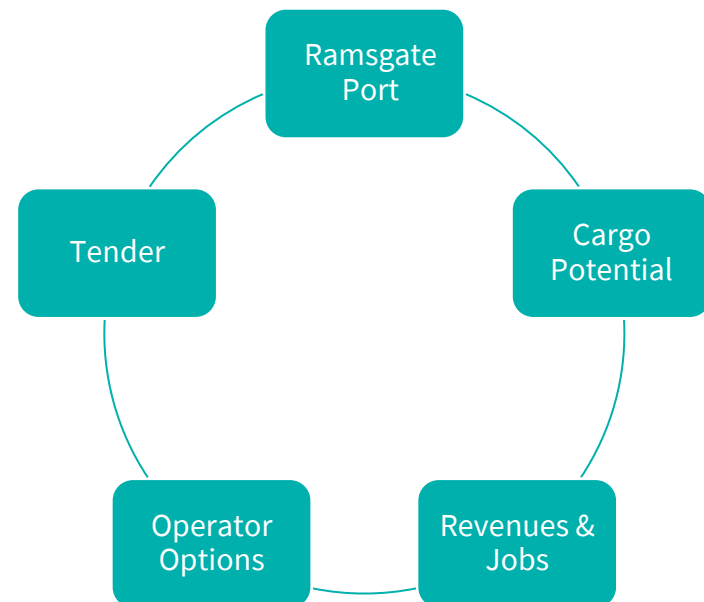 Ramsgate
Port
Cargo
Potential
Revenues &
Jobs
Operator
Options
Tender